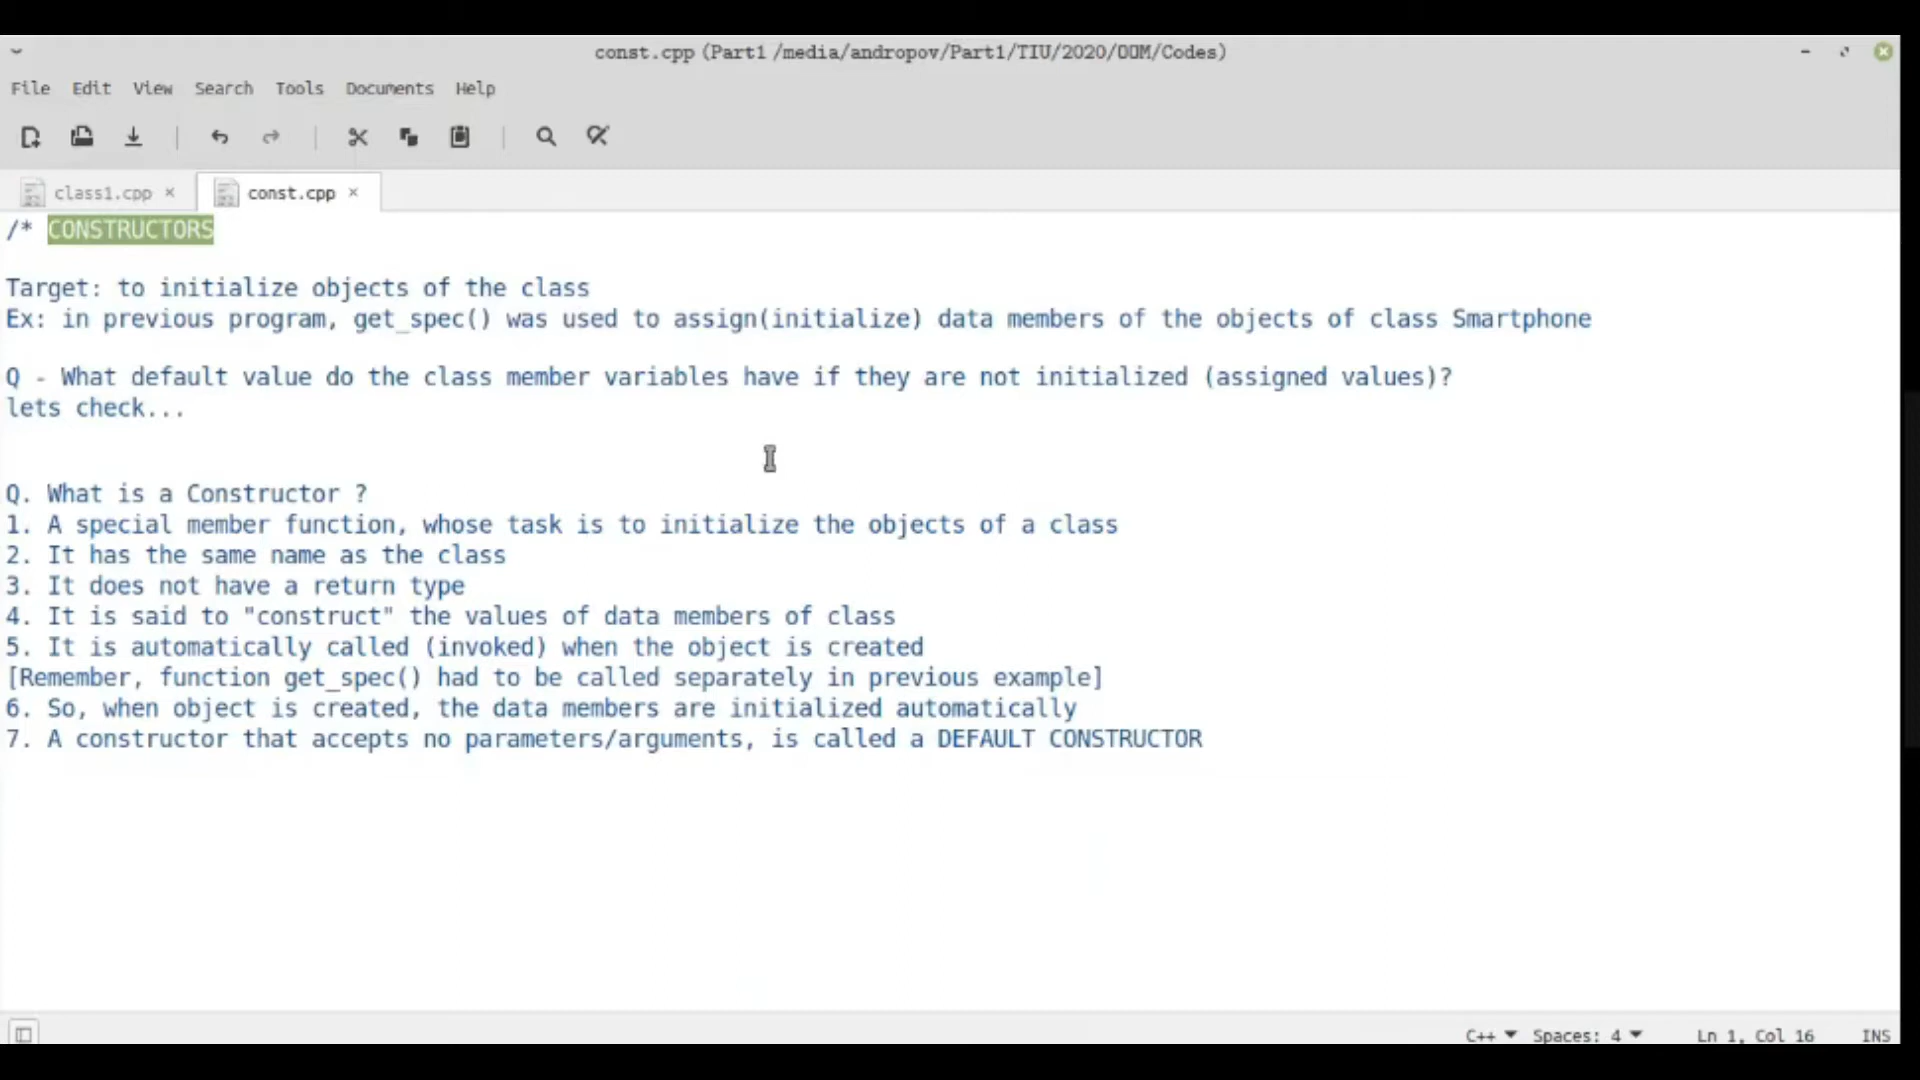 const.cpp (Part1 /media/andropov/Part1/TIU/2020/OOM/Codes)
File Edit View Search Tools Documents Help
class1.cpp × const.cpp ×
/* CONSTRUCTORS
Target: to initialize objects of the class
Ex: in previous program, get_spec() was used to assign(initialize) data members of the objects of class Smartphone
Q - What default value do the class member variables have if they are not initialized (assigned values)?
lets check...
Q. What is a Constructor ?
1. A special member function, whose task is to initialize the objects of a class
2. It has the same name as the class
3. It does not have a return type
4. It is said to "construct" the values of data members of class
5. It is automatically called (invoked) when the object is created
[Remember, function get_spec() had to be called separately in previous example]
6. So, when object is created, the data members are initialized automatically
7. A constructor that accepts no parameters/arguments, is called a DEFAULT CONSTRUCTOR
C++ Spaces: 4 Ln 1, Col 16 INS